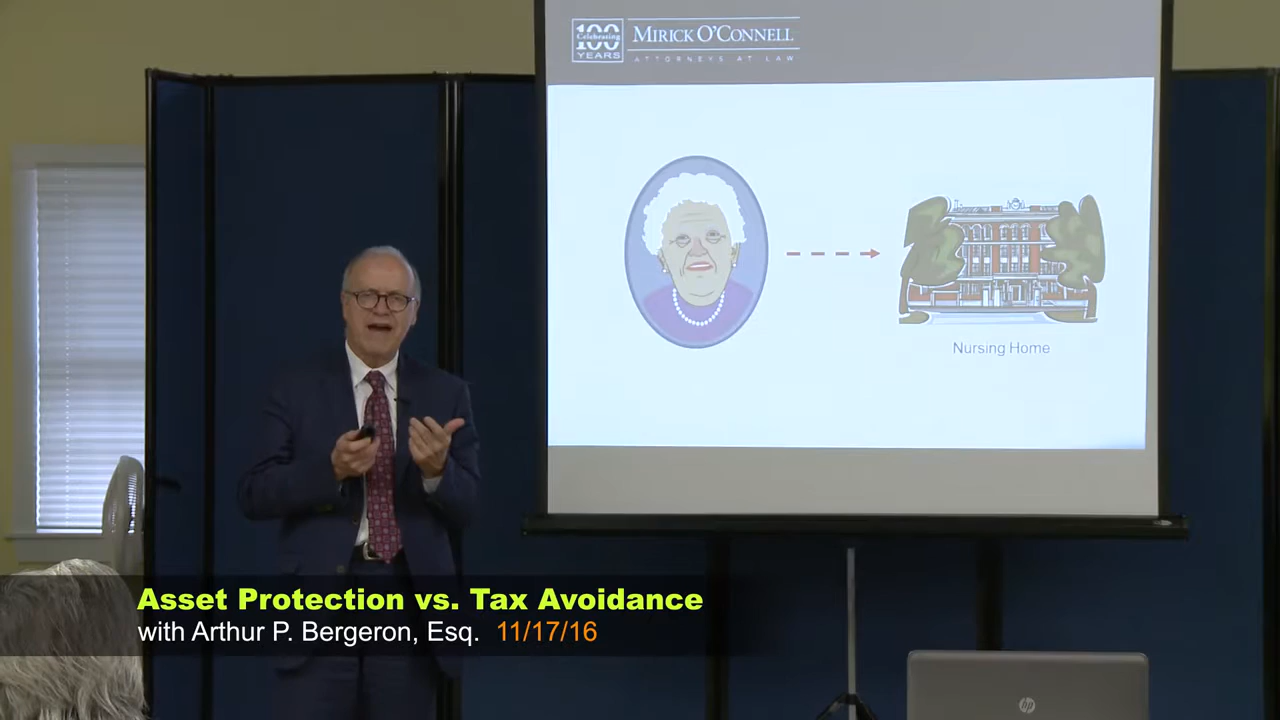 Celebrating
100
YEARS
MIRICK O'CONNELL
ATTORNEYS AT LAW
Nursing Home
Asset Protection vs. Tax Avoidance
with Arthur P. Bergeron, Esq. 11/17/16
hp